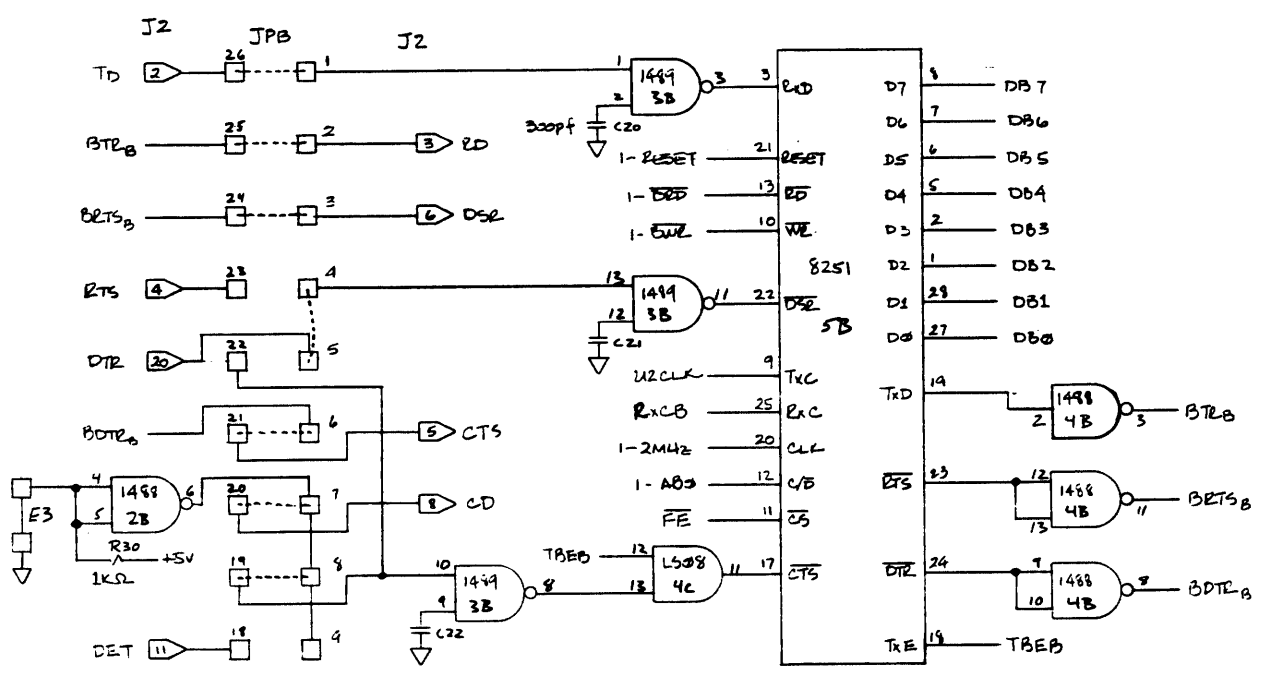 J2 JPB J2
26 1 1
TD 2 1489 3B 3 3 RxD D7 8 DB7
2
300pf C20
D6 7 DB6
25 2
BTRB 3 RD
1-RESET 21 RESET D5 6 DB5
1-BRD 13 RD D4 5 DB4
24 3
BRTSB 6 DSR
1-BWR 10 WR D3 2 DB3
8251 D2 1 DB2
23 4 13
RTS 4 1489 3B 11 22 DSR D1 28 DB1
12
5B
C21
D0 27 DB0
22 5
DTR 20
U2CLK 9 TxC
TxD 19 2 1488 4B 3 BTRB
RxCB 25 RxC
21 6
BDTRB 5 CTS
1-2MHz 20 CLK
1-AB0 12 C/D RTS 23 12 1488 4B 11 BRTSB
13
4 1488 2B 6 20 7
5
8 CD
E3
FE 11 CS
R30 +5V
1KΩ
19 8
TBEB 12 LS08 4C 11 17 CTS DTR 24 9 1488 4B 8 BDTRB
10
10 1489 3B 8 13
9
C22
DET 11 18 9
TxE 18 TBEB